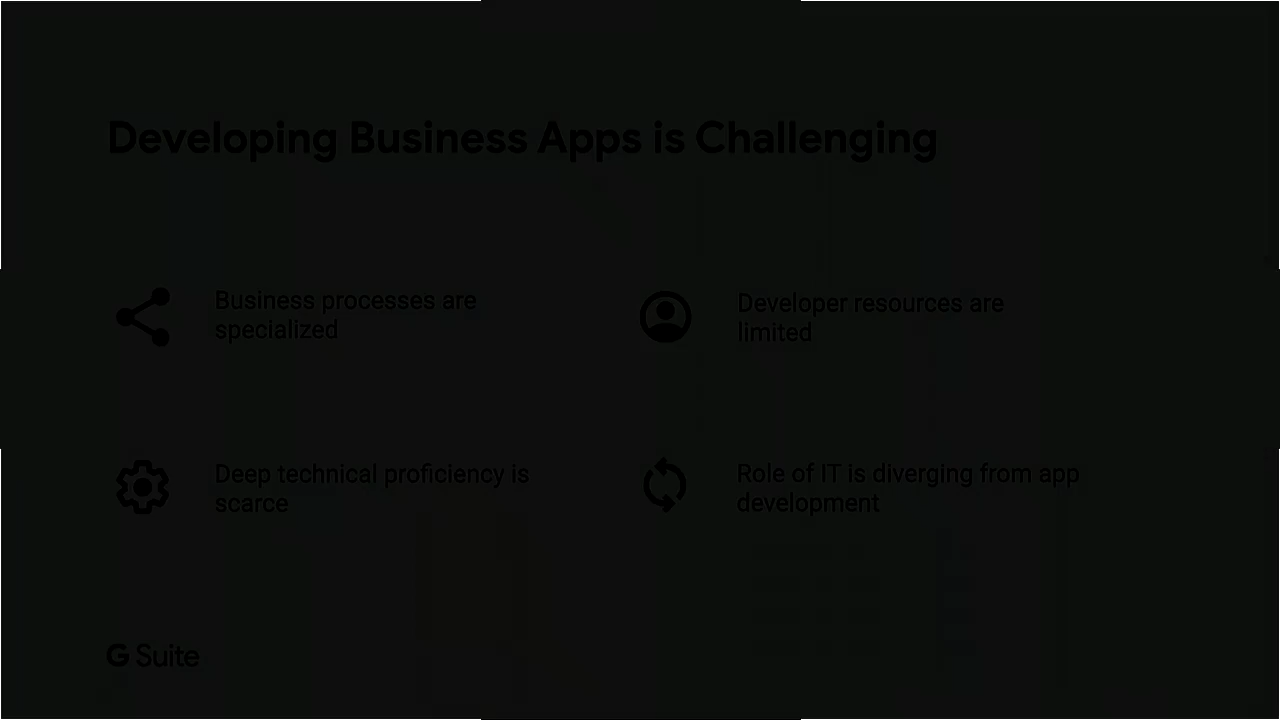 Developing Business Apps is Challenging
Business processes are
specialized
Developer resources are
limited
Deep technical proficiency is
scarce
Role of IT is diverging from app
development
G Suite